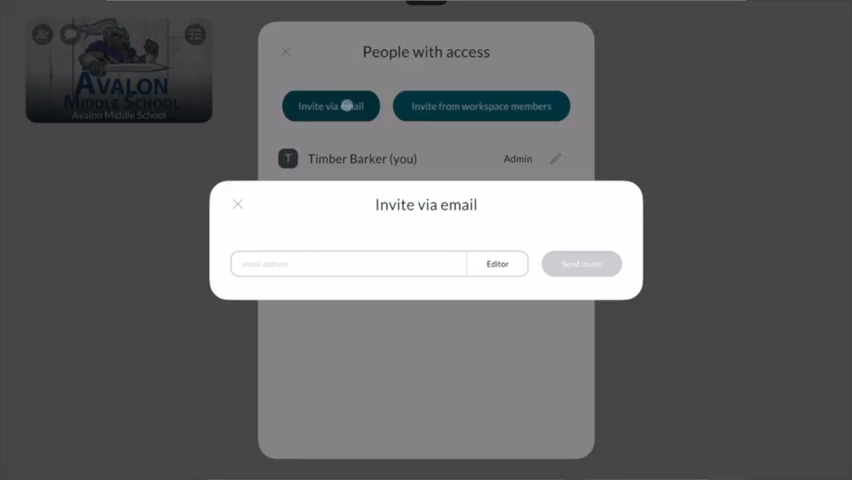 People with access
Invite via email
Invite from workspace members
AVALON
MIDDLE SCHOOL
Avalon Middle School
T
Timber Barker (you)
Admin
Invite via email
email address
Editor
Send Invite